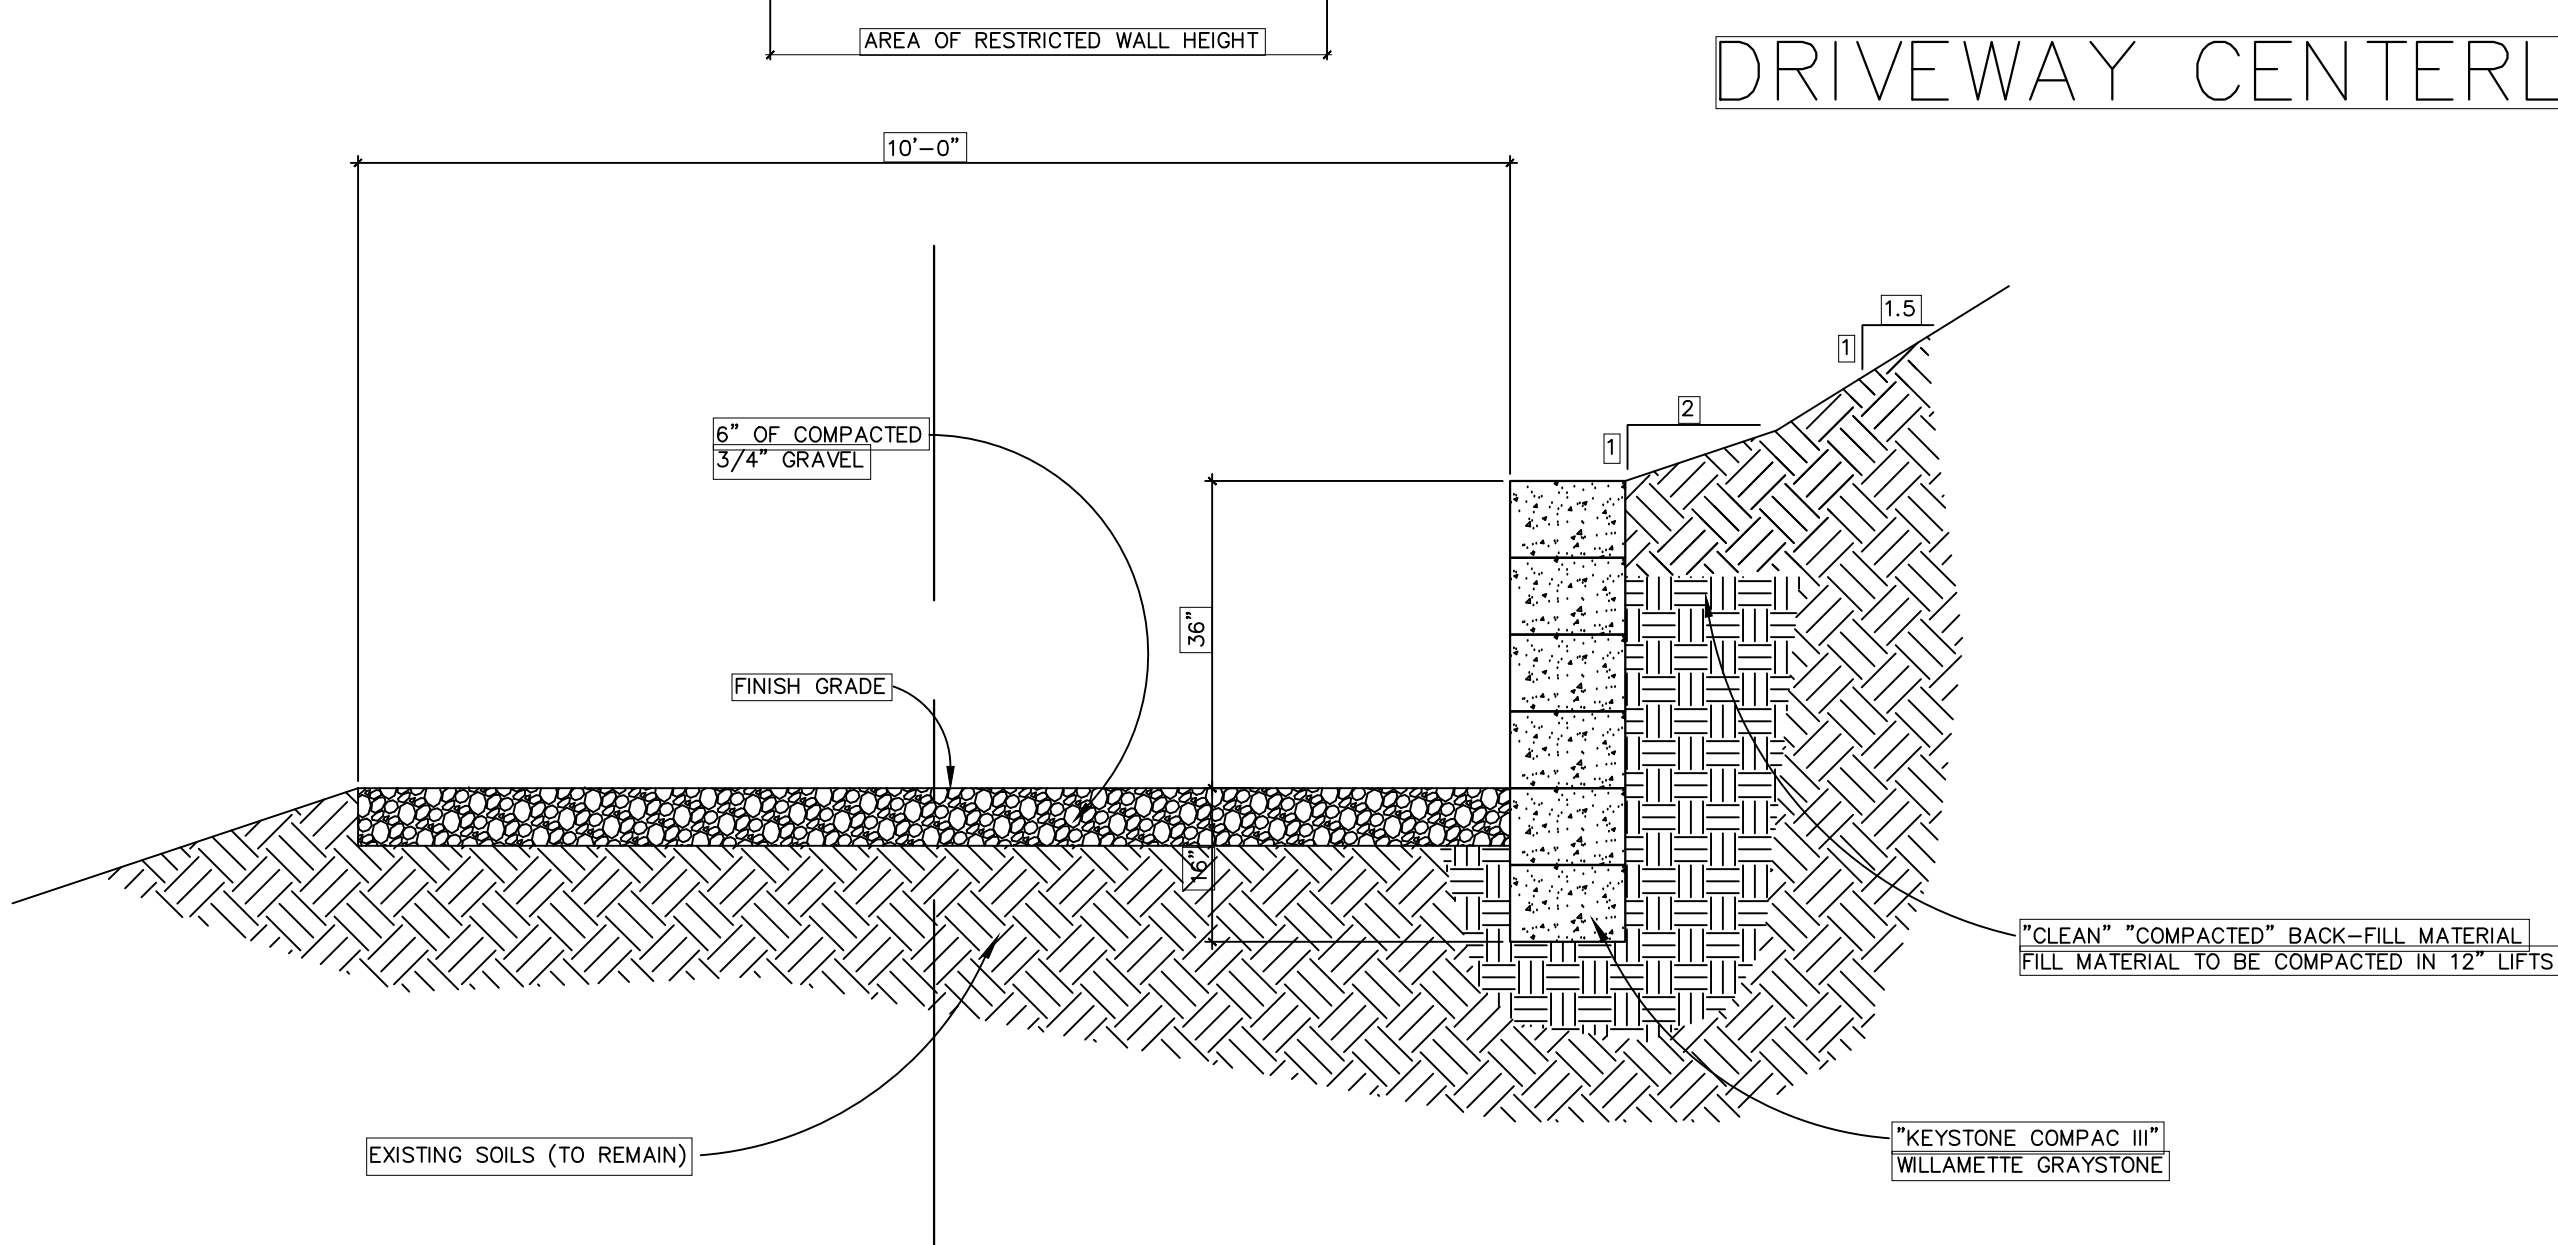 AREA OF RESTRICTED WALL HEIGHT
DRIVEWAY CENTERL
10'-0"
1.5
1
2
1
6" OF COMPACTED
3/4" GRAVEL
36"
FINISH GRADE
16"
"CLEAN" "COMPACTED" BACK-FILL MATERIAL
FILL MATERIAL TO BE COMPACTED IN 12" LIFTS
EXISTING SOILS (TO REMAIN)
"KEYSTONE COMPAC III"
WILLAMETTE GRAYSTONE